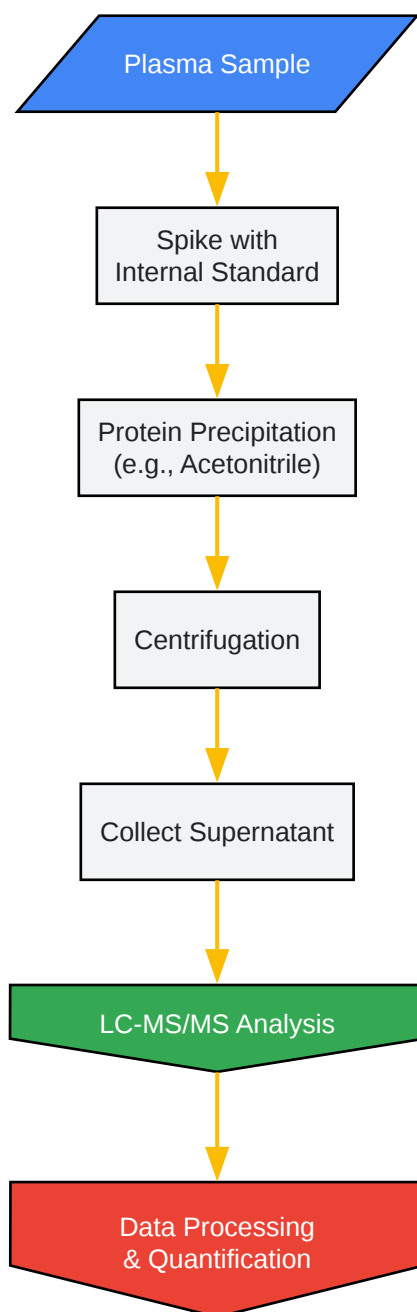 Plasma Sample
Spike with
Internal Standard
Protein Precipitation
(e.g., Acetonitrile)
Centrifugation
Collect Supernatant
LC-MS/MS Analysis
Data Processing
& Quantification